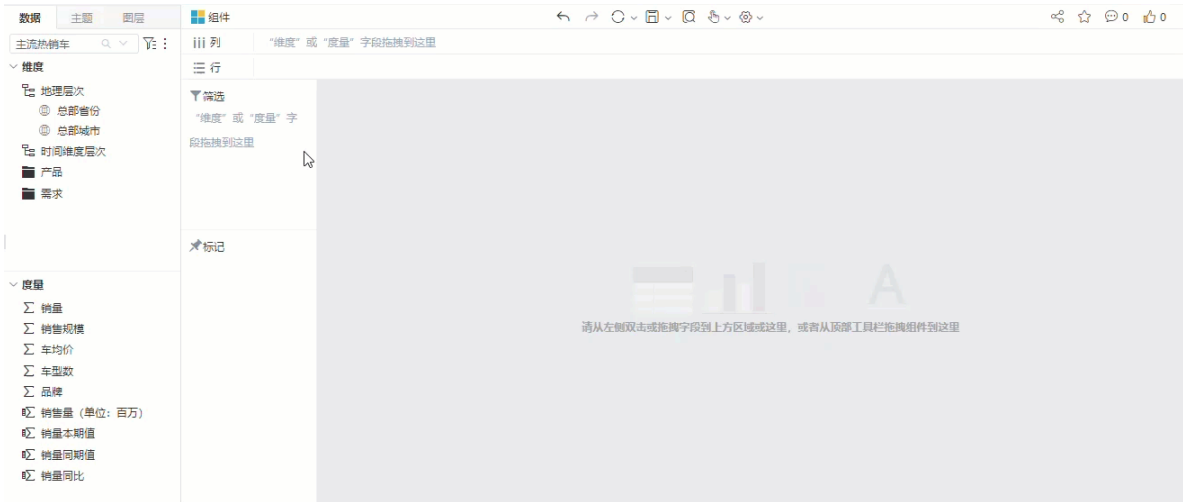 数据 主题 图层 组件 0 0
主流热销车 列 “维度”或“度量”字段拖拽到这里
维度 行
地理层次 筛选
总部省份 “维度”或“度量”字
总部城市 段拖拽到这里
时间维度层次
产品
需求
标记
度量
销量
销售规模 请从左侧双击或拖拽字段到上方区域或这里，或者从顶部工具栏拖拽组件到这里
车均价
车型数
品牌
销售量（单位：百万）
销量本期值
销量同期值
销量同比